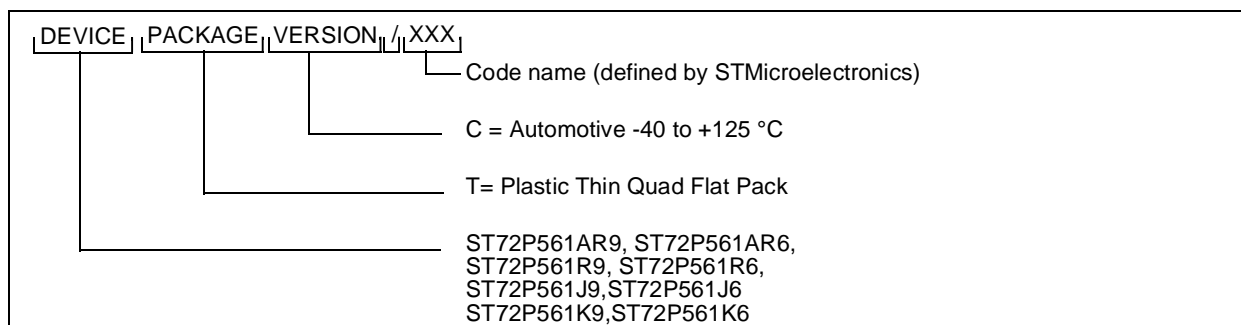 DEVICE PACKAGE VERSION / XXX
Code name (defined by STMicroelectronics)
C = Automotive -40 to +125 °C
T= Plastic Thin Quad Flat Pack
ST72P561AR9, ST72P561AR6,
ST72P561R9, ST72P561R6,
ST72P561J9,ST72P561J6
ST72P561K9,ST72P561K6